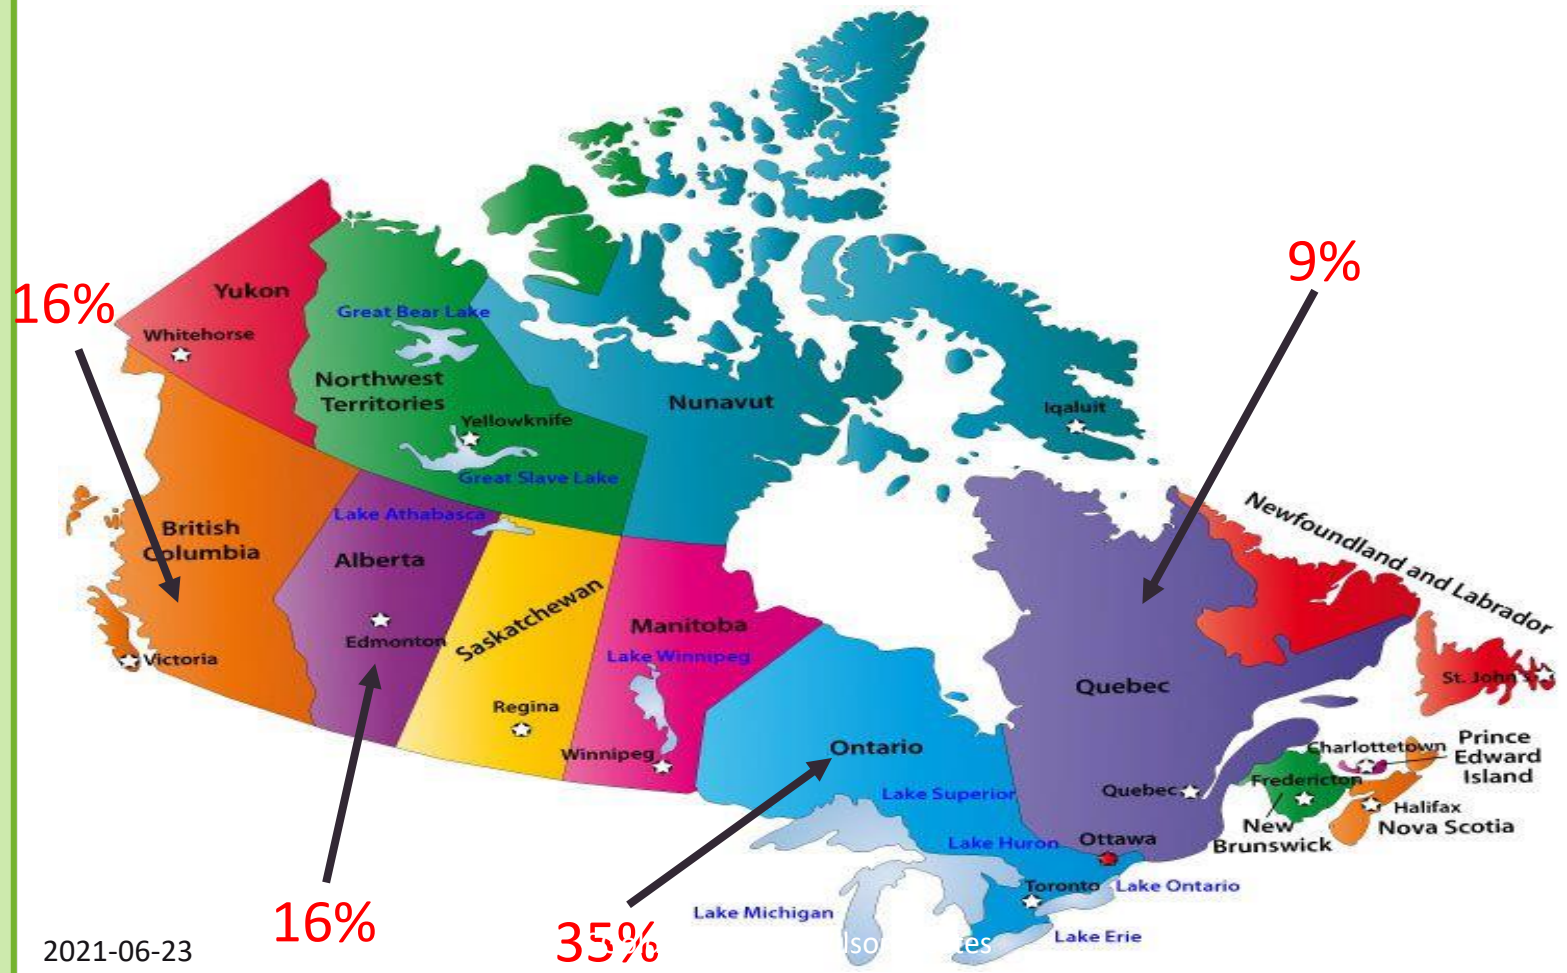 9%
16%
Yukon
Great Bear Lake
Whitehorse
Northwest
Territories
Nunavut
Iqaluit
Yellowknife
Great Slave Lake
Newfoundland and Labrador
Lake Athabasca
British
Columbia
Alberta
Saskatchewan
Manitoba
Edmonton
Lake Winnipeg
Victoria
St. John's
Quebec
Regina
Ontario
Winnipeg
Charlottetown
Prince
Edward
Island
Fredericton
Quebec
Lake Superior
Halifax
Nova Scotia
New
Brunswick
Lake Huron
Ottawa
Toronto
Lake Ontario
Lake Michigan
Lake Erie
16%
35%
2021-06-23